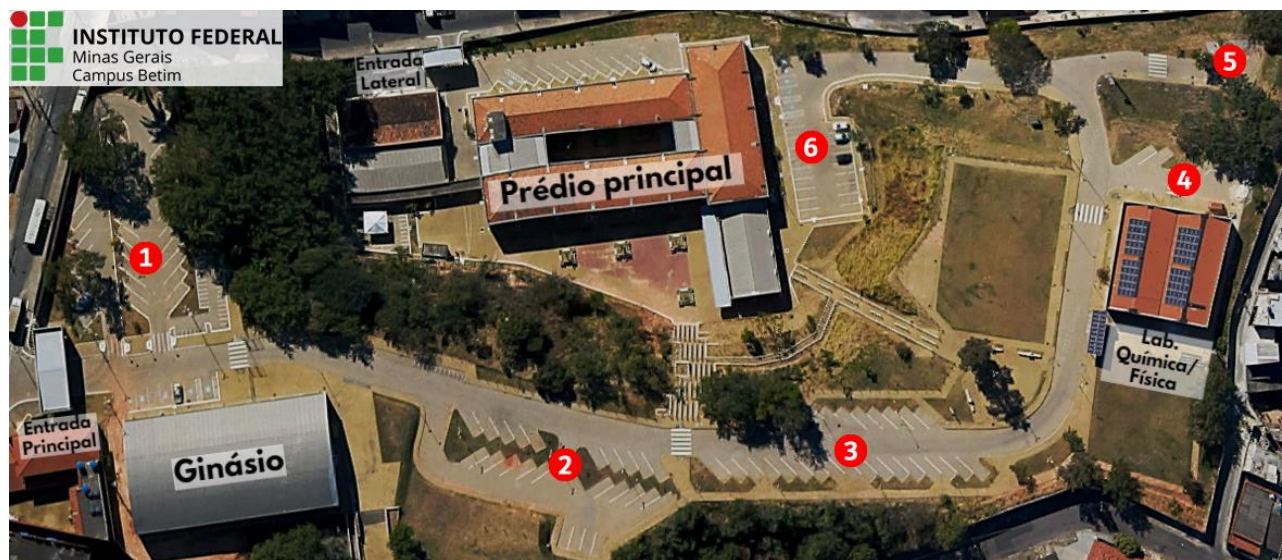 INSTITUTO FEDERAL
Minas Gerais
Campus Betim
Entrada
Lateral
5
6
Prédio principal
4
1
Lab.
Química/
Física
Entrada
Principal
Ginásio
2
3